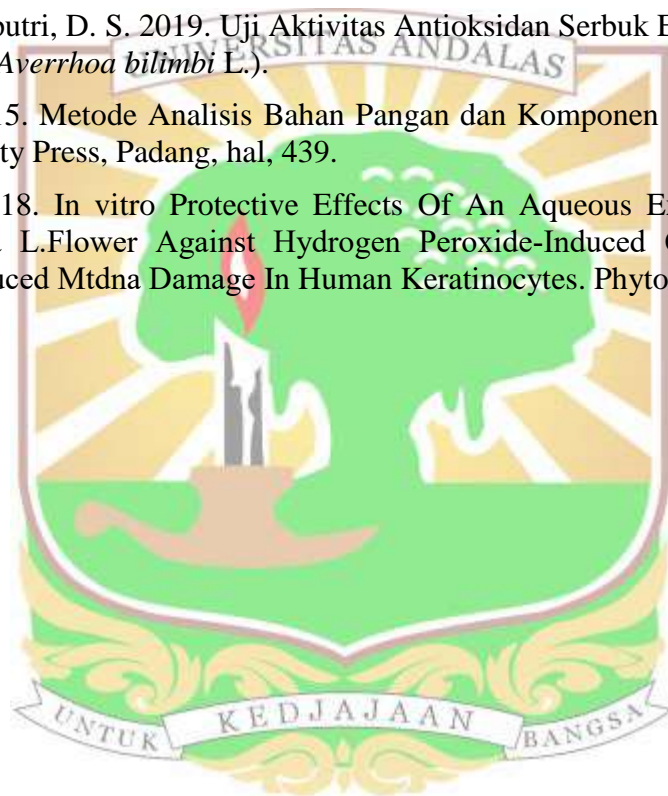 putri, D. S. 2019. Uji Aktivitas Antioksidan Serbuk E
Averrhoa bilimbi L.).
UNIVERSITAS ANDALAS
15. Metode Analisis Bahan Pangan dan Komponen
ty Press, Padang, hal, 439.
18. In vitro Protective Effects Of An Aqueous Ex
L.Flower Against Hydrogen Peroxide-Induced
uced Mtdna Damage In Human Keratinocytes. Phyto
UNTUK KEDJAJAAN BANGSA